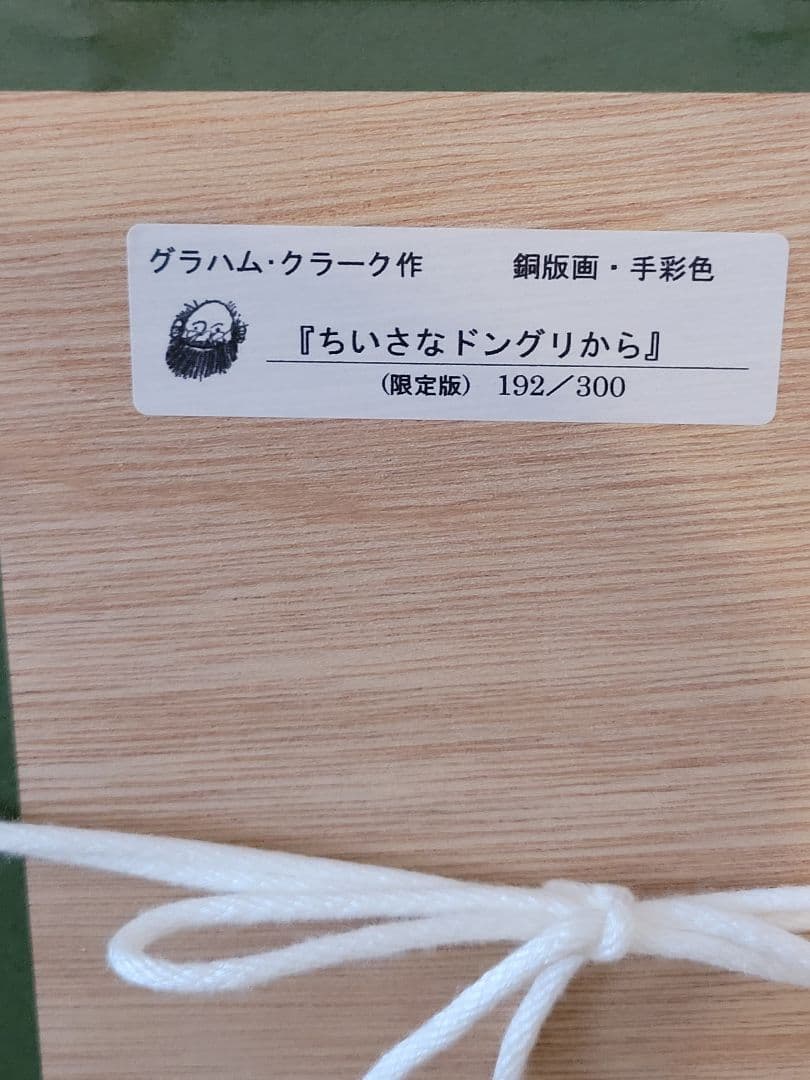 グラハム・クラーク作　銅版画・手彩色
『ちいさなドングリから』
（限定版）　192／300